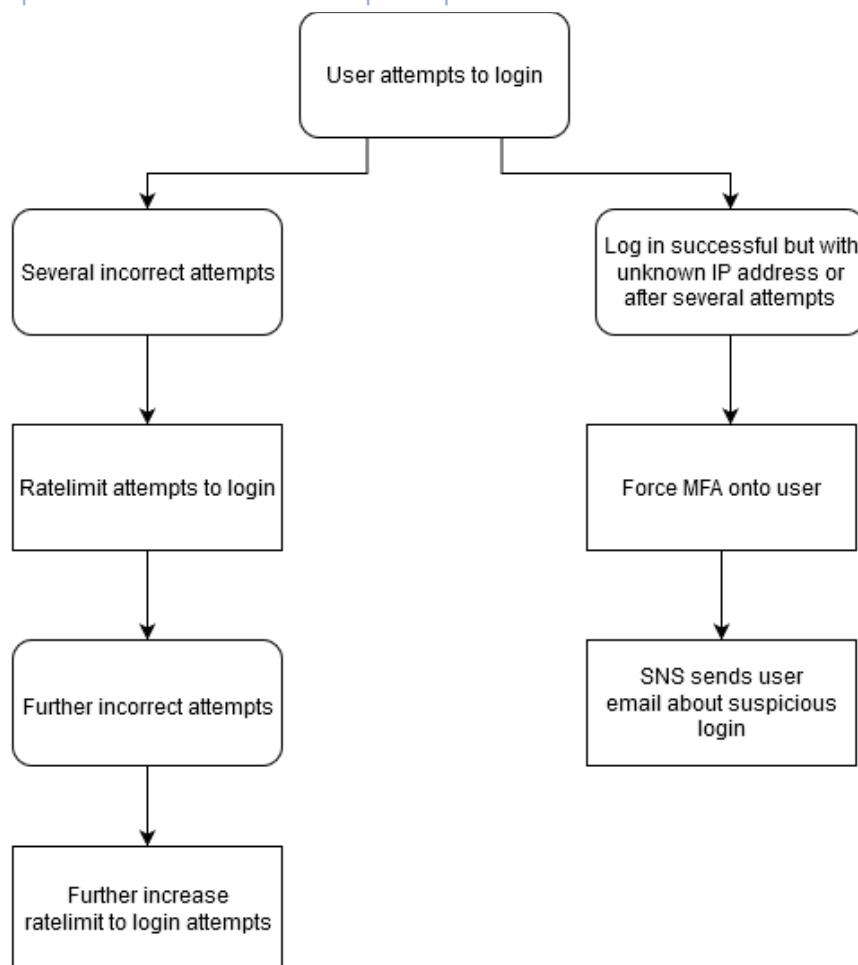 User attempts to login
Several incorrect attempts
Log in successful but with
unknown IP address or
after several attempts
Ratelimit attempts to login
Force MFA onto user
Further incorrect attempts
SNS sends user
email about suspicious
login
Further increase
ratelimit to login attempts